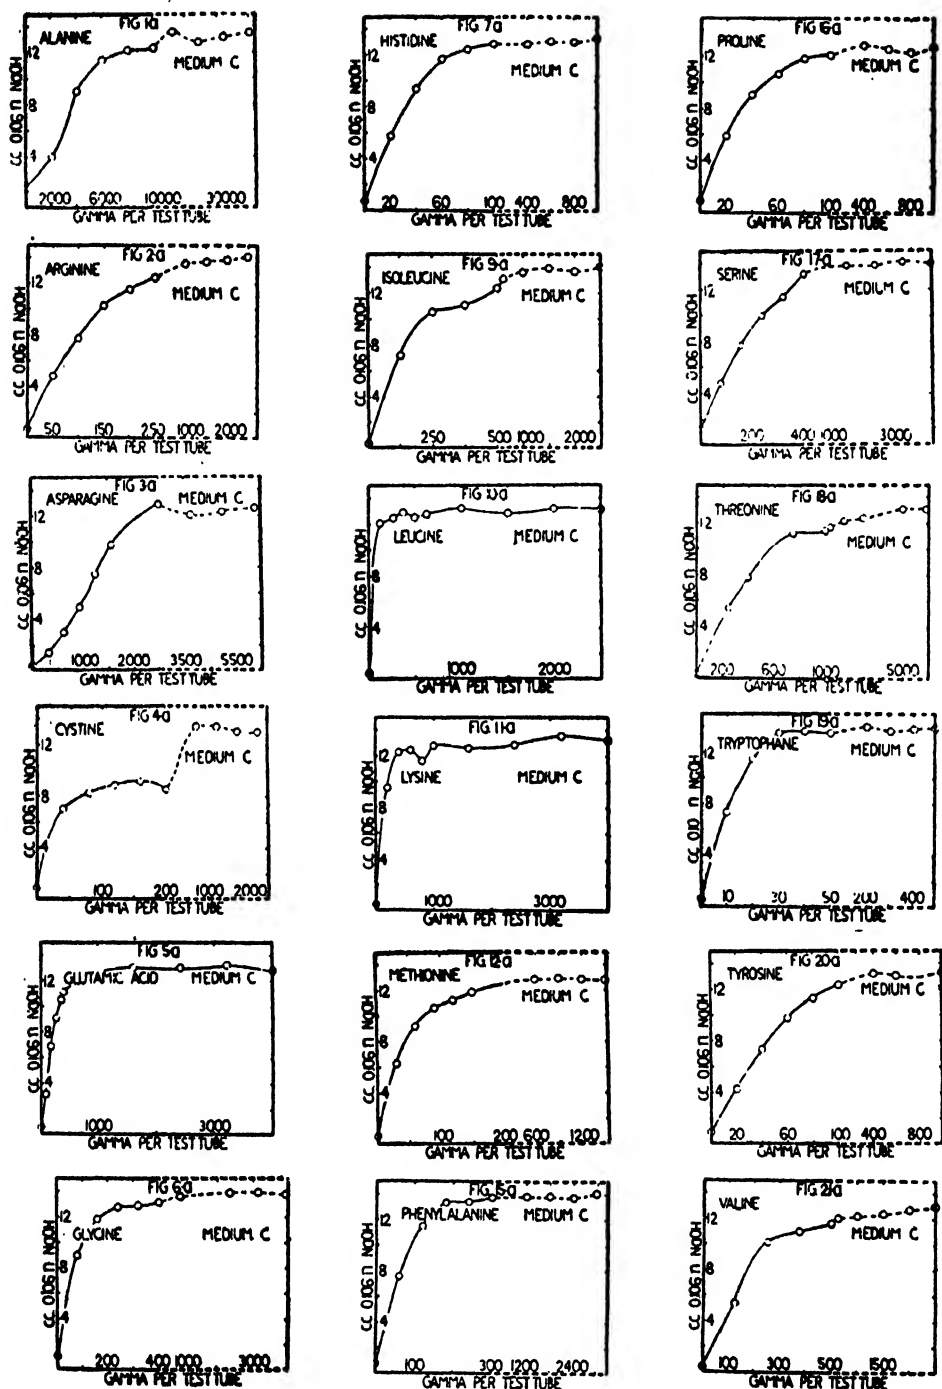 FIG 1a
ALANINE
MEDIUM C
12
8
4
CC 0.106 N NaOH
2000 6000 10000 30000
GAMMA PER TEST TUBE
FIG 2-a
ARGININE
MEDIUM C
12
8
4
CC 0.106 N NaOH
50 150 250 1000 2000
GAMMA PER TEST TUBE
FIG 3-a
ASPARAGINE
MEDIUM C
12
8
4
CC 0.106 N NaOH
1000 2000 3500 5500
GAMMA PER TEST TUBE
FIG 4-a
CYSTINE
MEDIUM C
12
8
4
CC 0.106 N NaOH
100 200 1000 2000
GAMMA PER TEST TUBE
FIG 5a
GLUTAMIC ACID
MEDIUM C
12
8
4
CC 0.106 N NaOH
1000 3000
GAMMA PER TEST TUBE
FIG 6-a
GLYCINE
MEDIUM C
12
8
4
CC 0.106 N NaOH
200 400 1000 3000
GAMMA PER TEST TUBE
FIG 7a
HISTIDINE
MEDIUM C
12
8
4
CC 0.106 N NaOH
20 60 100 400 800
GAMMA PER TEST TUBE
FIG 9-a
ISOLEUCINE
MEDIUM C
12
8
4
CC 0.106 N NaOH
250 500 1000 2000
GAMMA PER TEST TUBE
FIG 10-a
LEUCINE
MEDIUM C
12
8
4
CC 0.106 N NaOH
1000 2000
GAMMA PER TEST TUBE
FIG 11-a
LYSINE
MEDIUM C
12
8
4
CC 0.106 N NaOH
1000 3000
GAMMA PER TEST TUBE
FIG 12-a
METHIONINE
MEDIUM C
12
8
4
CC 0.106 N NaOH
100 200 600 1200
GAMMA PER TEST TUBE
FIG 15-a
PHENYLALANINE
MEDIUM C
12
8
4
CC 0.106 N NaOH
100 300 1200 2400
GAMMA PER TEST TUBE
FIG 16-a
PROLINE
MEDIUM C
12
8
4
CC 0.106 N NaOH
20 60 100 400 800
GAMMA PER TEST TUBE
FIG 17-a
SERINE
MEDIUM C
12
8
4
CC 0.106 N NaOH
200 400 1000 3000
GAMMA PER TEST TUBE
FIG 18-a
THREONINE
MEDIUM C
12
8
4
CC 0.106 N NaOH
200 600 1000 5000
GAMMA PER TEST TUBE
FIG 19-a
TRYPTOPHANE
MEDIUM C
12
8
4
CC 0.10 N NaOH
10 30 50 200 400
GAMMA PER TEST TUBE
FIG 20-a
TYROSINE
MEDIUM C
12
8
4
CC 0.106 N NaOH
20 60 100 400 800
GAMMA PER TEST TUBE
FIG 21-a
VALINE
MEDIUM C
12
8
4
CC 0.106 N NaOH
100 300 500 1500
GAMMA PER TEST TUBE